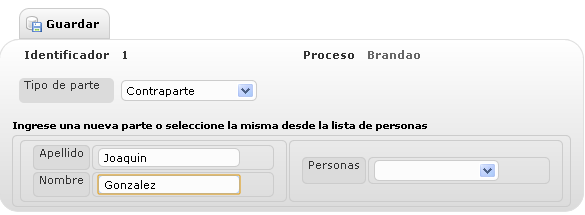 Guardar
Identificador 1 Proceso Brandao
Tipo de parte Contraparte
Ingrese una nueva parte o seleccione la misma desde la lista de personas
Apellido Joaquin
Personas
Nombre Gonzalez